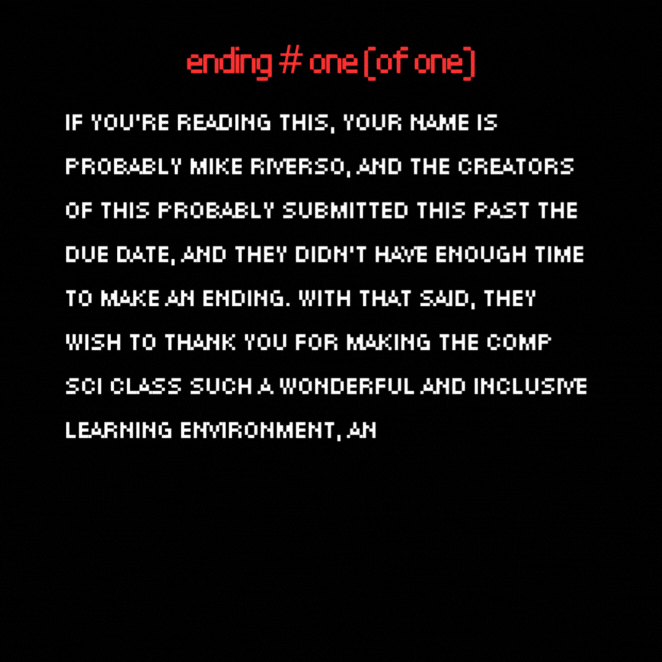 ending # one (of one)
IF YOU'RE READING THIS, YOUR NAME IS
PROBABLY MIKE RIVERSO, AND THE CREATORS
OF THIS PROBABLY SUBMITTED THIS PAST THE
DUE DATE, AND THEY DIDN'T HAVE ENOUGH TIME
TO MAKE AN ENDING. WITH THAT SAID, THEY
WISH TO THANK YOU FOR MAKING THE COMP
SCI CLASS SUCH A WONDERFUL AND INCLUSIVE
LEARNING ENVIRONMENT, AN